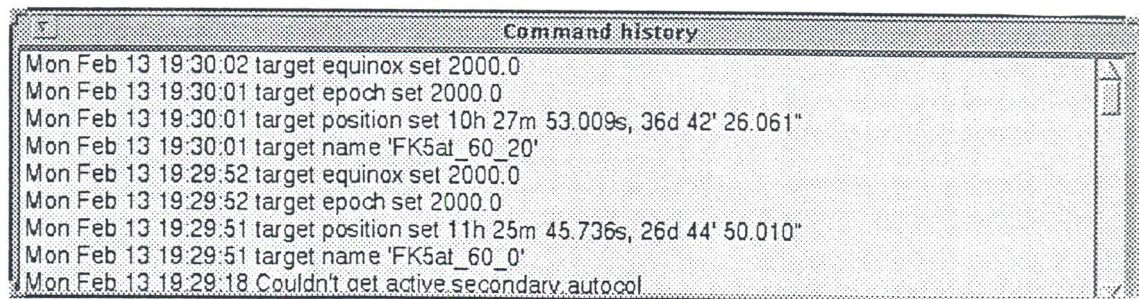 Command history
Mon Feb 13 19:30:02 target equinox set 2000.0
Mon Feb 13 19:30:01 target epoch set 2000.0
Mon Feb 13 19:30:01 target position set 10h 27m 53.009s, 36d 42' 26.061"
Mon Feb 13 19:30:01 target name 'FK5at_60_20'
Mon Feb 13 19:29:52 target equinox set 2000.0
Mon Feb 13 19:29:52 target epoch set 2000.0
Mon Feb 13 19:29:51 target position set 11h 25m 45.736s, 26d 44' 50.010"
Mon Feb 13 19:29:51 target name 'FK5at_60_0'
Mon Feb 13 19:29:18 Couldn't get active.secondary.autocol